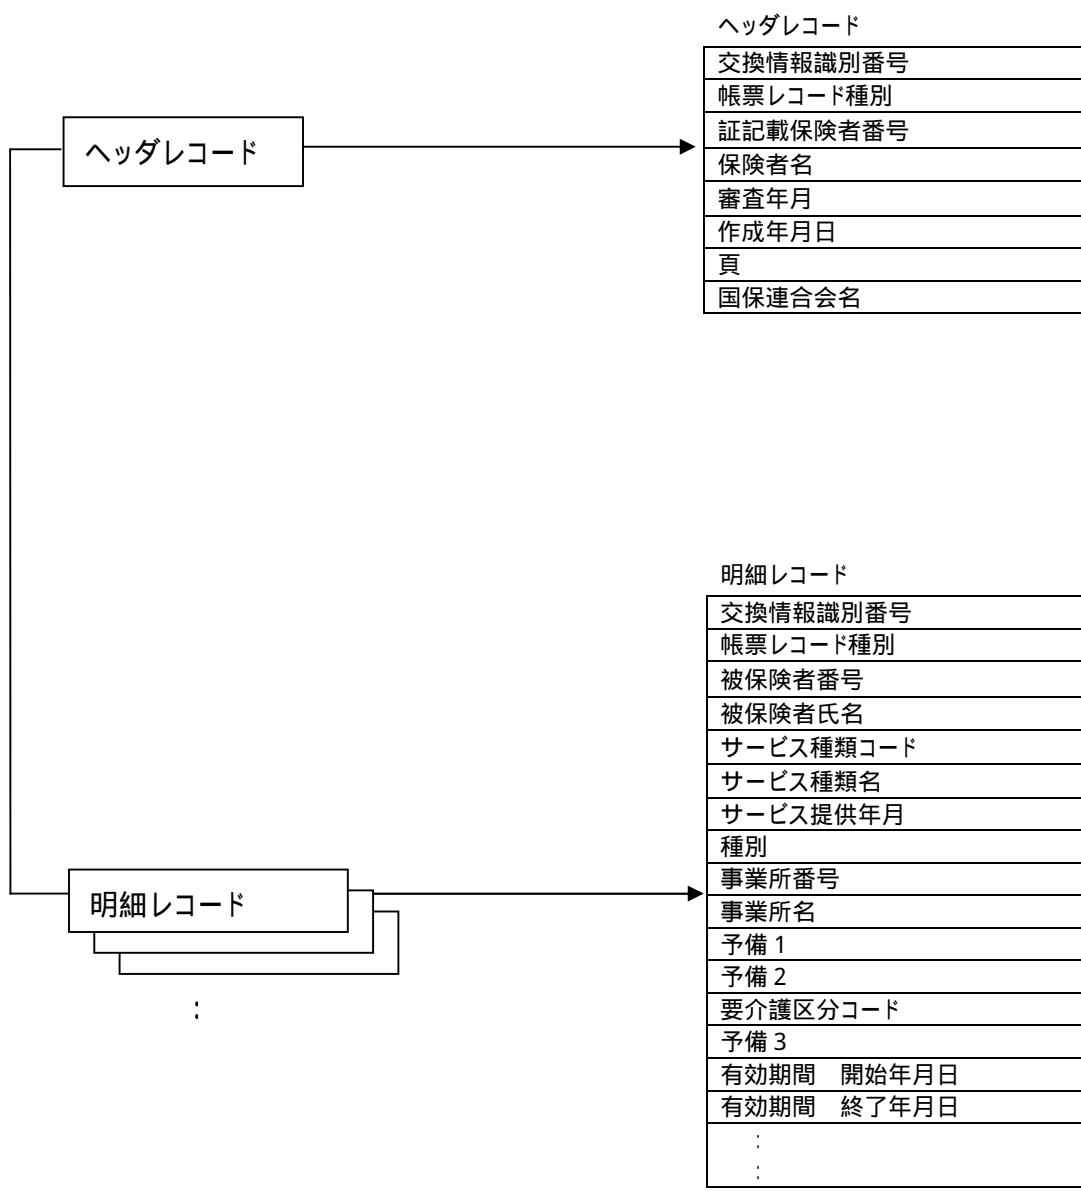 ヘッダレコード
交換情報識別番号
帳票レコード種別
証記載保険者番号
保険者名
審査年月
作成年月日
頁
国保連合会名
ヘッダレコード
明細レコード
交換情報識別番号
帳票レコード種別
被保険者番号
被保険者氏名
サービス種類コード
サービス種類名
サービス提供年月
種別
事業所番号
事業所名
予備 1
予備 2
要介護区分コード
予備 3
有効期間　開始年月日
有効期間　終了年月日
:
:
明細レコード
: